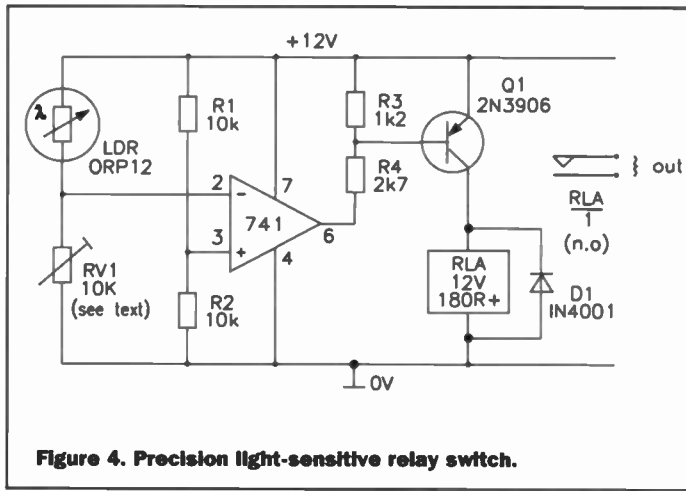 +12V
λ
LDR
ORP12
R1
10k
R3
1k2
Q1
2N3906
R4
2k7
2
-
7
741
6
3
+
4
RV1
10K
(see text)
R2
10k
RLA
12V
180R+
D1
IN4001
out
RLA
1
(n.o)
0V
Figure 4. Precision light-sensitive relay switch.